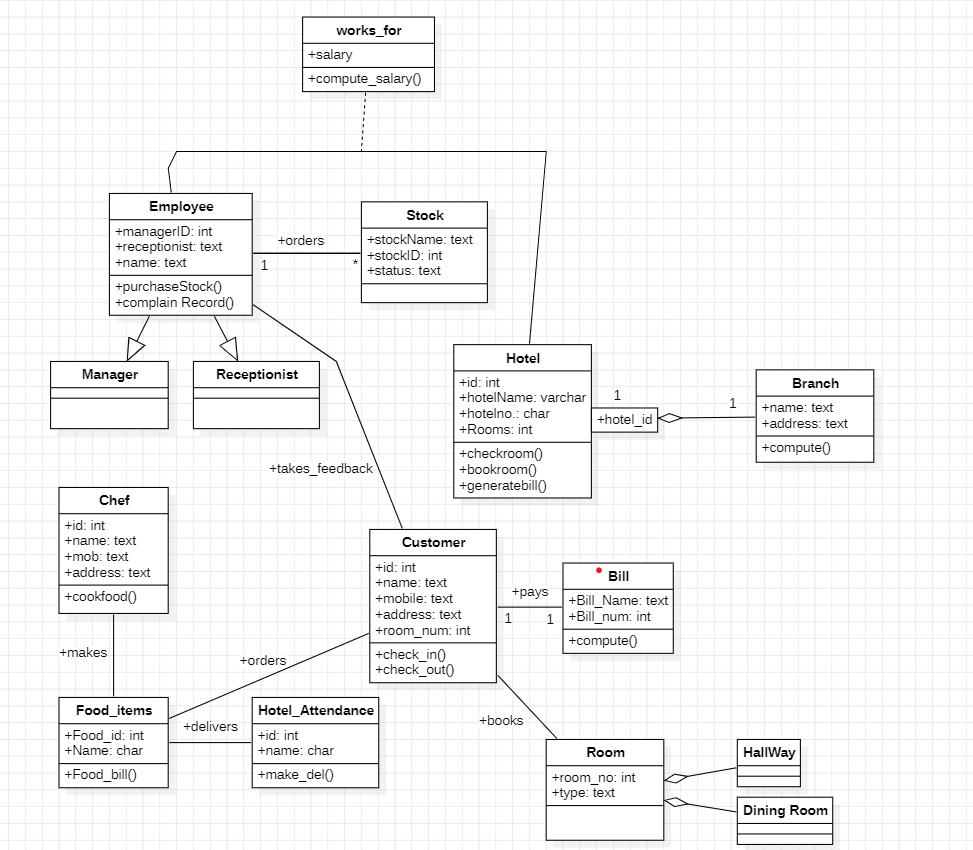 works_for
+salary
+compute_salary()
Employee
+managerID: int
+receptionist: text
+name: text
+purchaseStock()
+complain Record()
+orders
1
*
Stock
+stockName: text
+stockID: int
+status: text
Manager
Receptionist
Hotel
+id: int
+hotelName: varchar
+hotelno.: char
+Rooms: int
+checkroom()
+bookroom()
+generatebill()
1
+hotel_id
1
Branch
+name: text
+address: text
+compute()
+takes_feedback
Chef
+id: int
+name: text
+mob: text
+address: text
+cookfood()
Customer
+id: int
+name: text
+mobile: text
+address: text
+room_num: int
+check_in()
+check_out()
+pays
1
1
Bill
+Bill_Name: text
+Bill_num: int
+compute()
+makes
+orders
Food_items
+Food_id: int
+Name: char
+Food_bill()
+delivers
Hotel_Attendance
+id: int
+name: char
+make_del()
+books
Room
+room_no: int
+type: text
HallWay
Dining Room